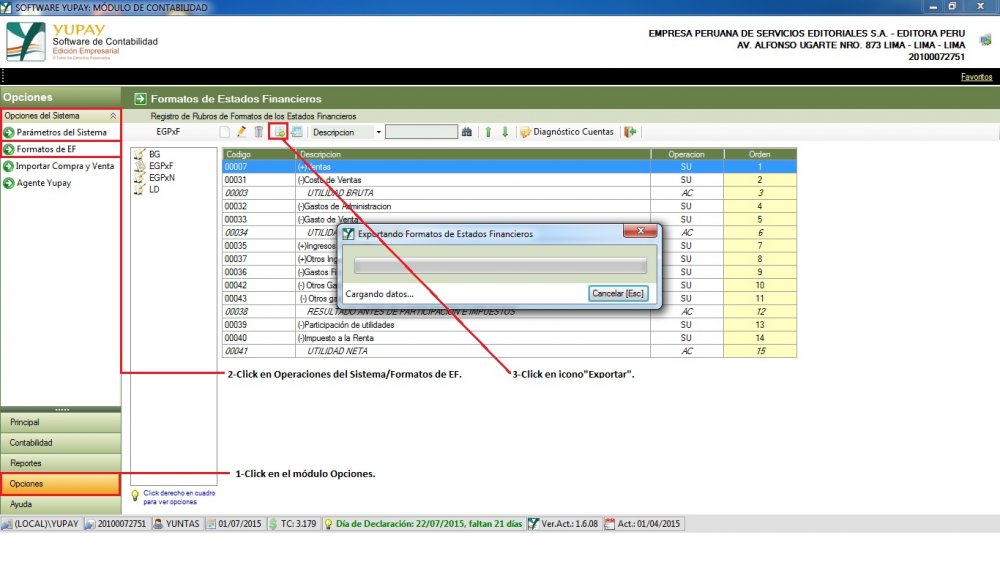 SOFTWARE YUPAY: MÓDULO DE CONTABILIDAD
YUPAY
Software de Contabilidad
Edición Empresarial
EMPRESA PERUANA DE SERVICIOS EDITORIALES S.A. - EDITORA PERU
AV. ALFONSO UGARTE NRO. 873 LIMA - LIMA - LIMA
20100072751
Favoritos
Opciones
Formatos de Estados Financieros
Opciones del Sistema
Registro de Rubros de Formatos de los Estados Financieros
Parámetros del Sistema
EGPxF
Descripcion
Diagnóstico Cuentas
Formatos de EF
Importar Compra y Venta
Agente Yupay
BG
EGPxF
EGPxN
LD
Codigo Descripcion Operacion Orden
00007 (+)Ventas SU 1
00031 (-)Costo de Ventas SU 2
00003 UTILIDAD BRUTA AC 3
00032 (-)Gastos de Administracion SU 4
00033 (-)Gasto de Venta SU 5
00034 UTILIDA AC 6
00035 (+)Ingresos SU 7
00037 (+)Otros Ing SU 8
00036 (-)Gastos Fi SU 9
00042 (-) Otros Ga SU 10
00043 (-) Otros ga SU 11
00038 RESULTADO ANTES DE PARTICIPACION E IMPUESTOS AC 12
00039 (-)Participación de utilidades SU 13
00040 (-)Impuesto a la Renta SU 14
00041 UTILIDAD NETA AC 15
Exportando Formatos de Estados Financieros
Cargando datos...
Cancelar [Esc]
2-Click en Operaciones del Sistema/Formatos de EF.
3-Click en icono"Exportar".
Principal
Contabilidad
Reportes
Opciones
Ayuda
1-Click en el módulo Opciones.
Click derecho en cuadro
para ver opciones
(LOCAL)\YUPAY 20100072751 YUNTAS 01/07/2015 TC: 3.179 Día de Declaración: 22/07/2015, faltan 21 días Ver.Act.: 1.6.08 Act.: 01/04/2015